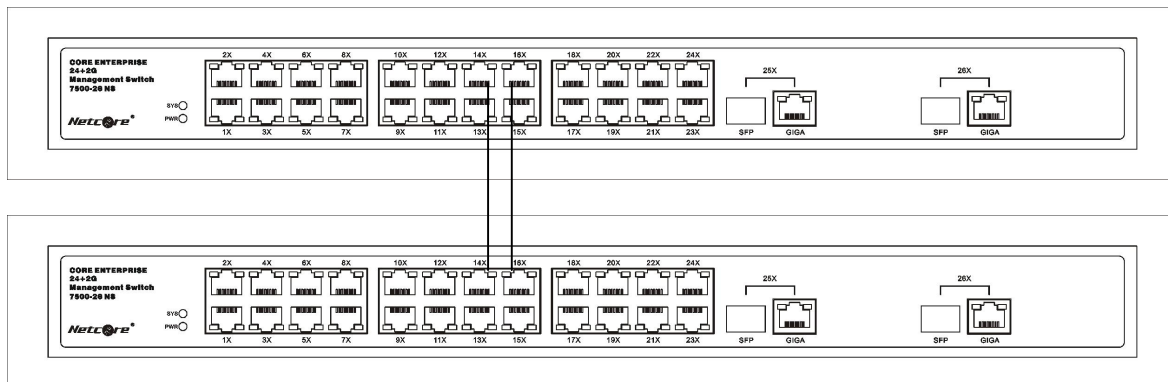 2X 4X 6X 8X 10X 12X 14X 16X 18X 20X 22X 24X
CORE ENTERPRISE
24+2G
Management Switch
7500-26 NS
25X 26X
SYS
PWR
Netcore®
1X 3X 5X 7X 9X 11X 13X 15X 17X 19X 21X 23X
SFP GIGA SFP GIGA
2X 4X 6X 8X 10X 12X 14X 16X 18X 20X 22X 24X
CORE ENTERPRISE
24+2G
Management Switch
7500-26 NS
25X 26X
SYS
PWR
Netcore®
1X 3X 5X 7X 9X 11X 13X 15X 17X 19X 21X 23X
SFP GIGA SFP GIGA